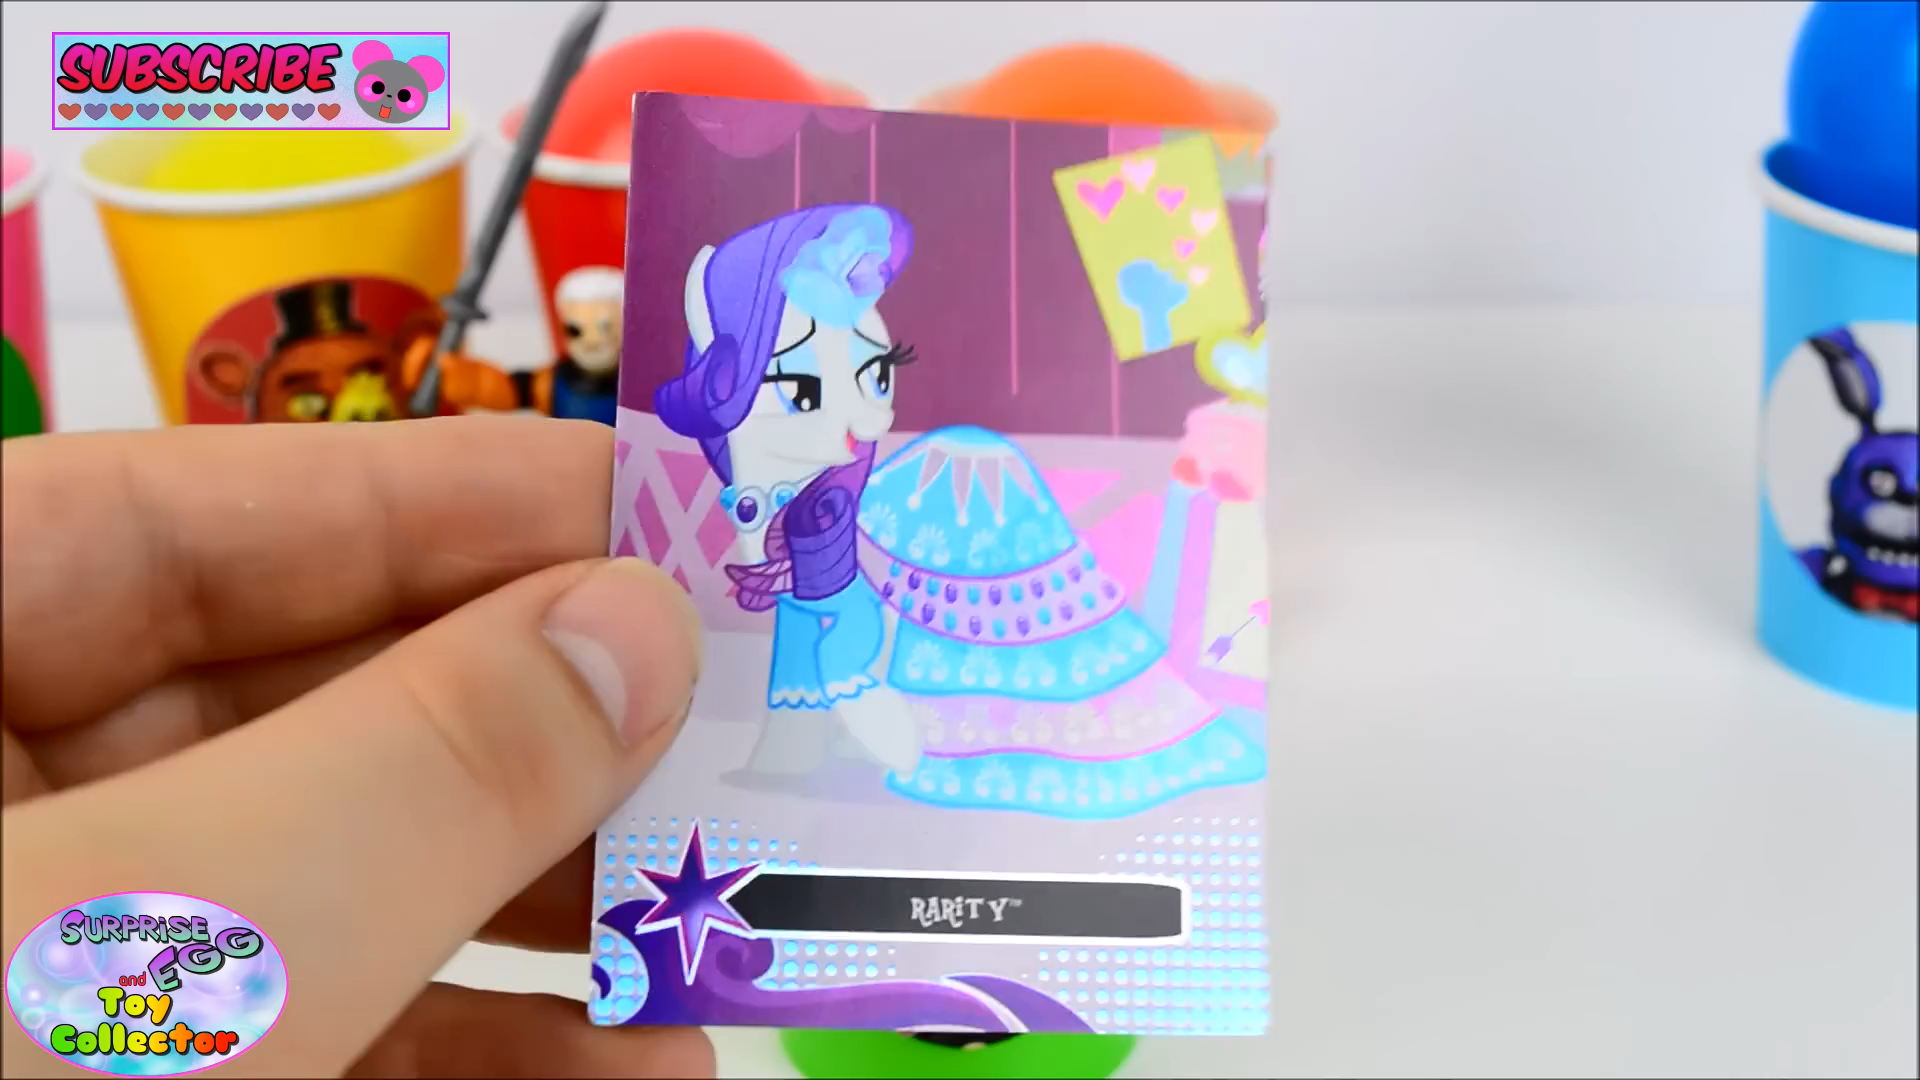 SUBSCRIBE
RARITY™
SURPRISE
EGG
and
Toy
Collector